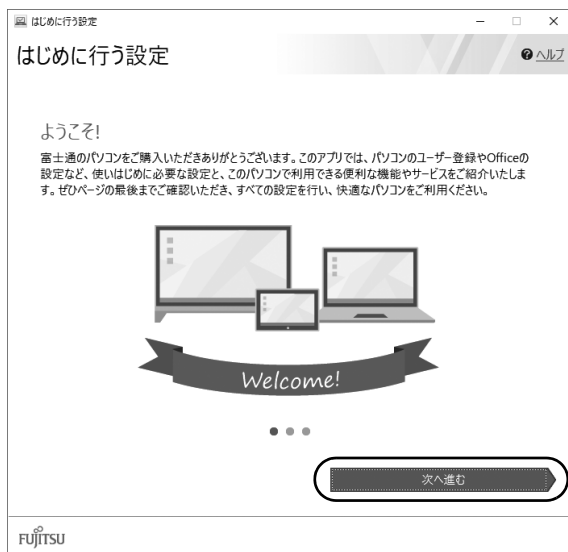 はじめに行う設定
はじめに行う設定
ヘルプ
ようこそ!
富士通のパソコンをご購入いただきありがとうございます。このアプリでは、パソコンのユーザー登録やOfficeの
設定など、使いはじめに必要な設定と、このパソコンで利用できる便利な機能やサービスをご紹介いたしま
す。ぜひページの最後までご確認いただき、すべての設定を行い、快適なパソコンをご利用ください。
Welcome!
次へ進む
FUJITSU